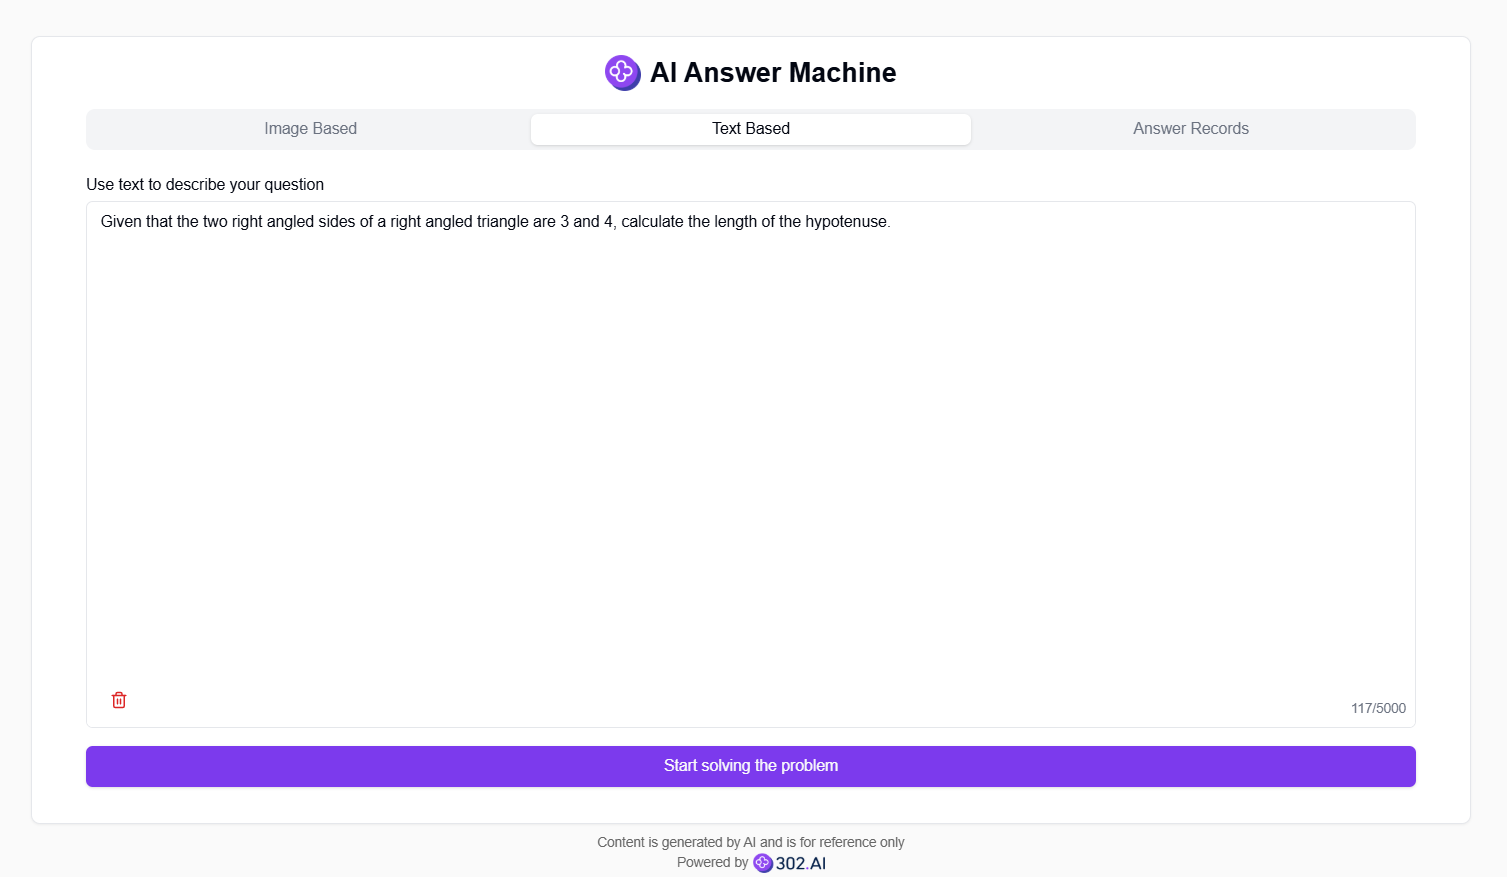 AI Answer Machine
Image Based
Text Based
Answer Records
Use text to describe your question
Given that the two right angled sides of a right angled triangle are 3 and 4, calculate the length of the hypotenuse.
117/5000
Start solving the problem
Content is generated by AI and is for reference only
Powered by 302.AI